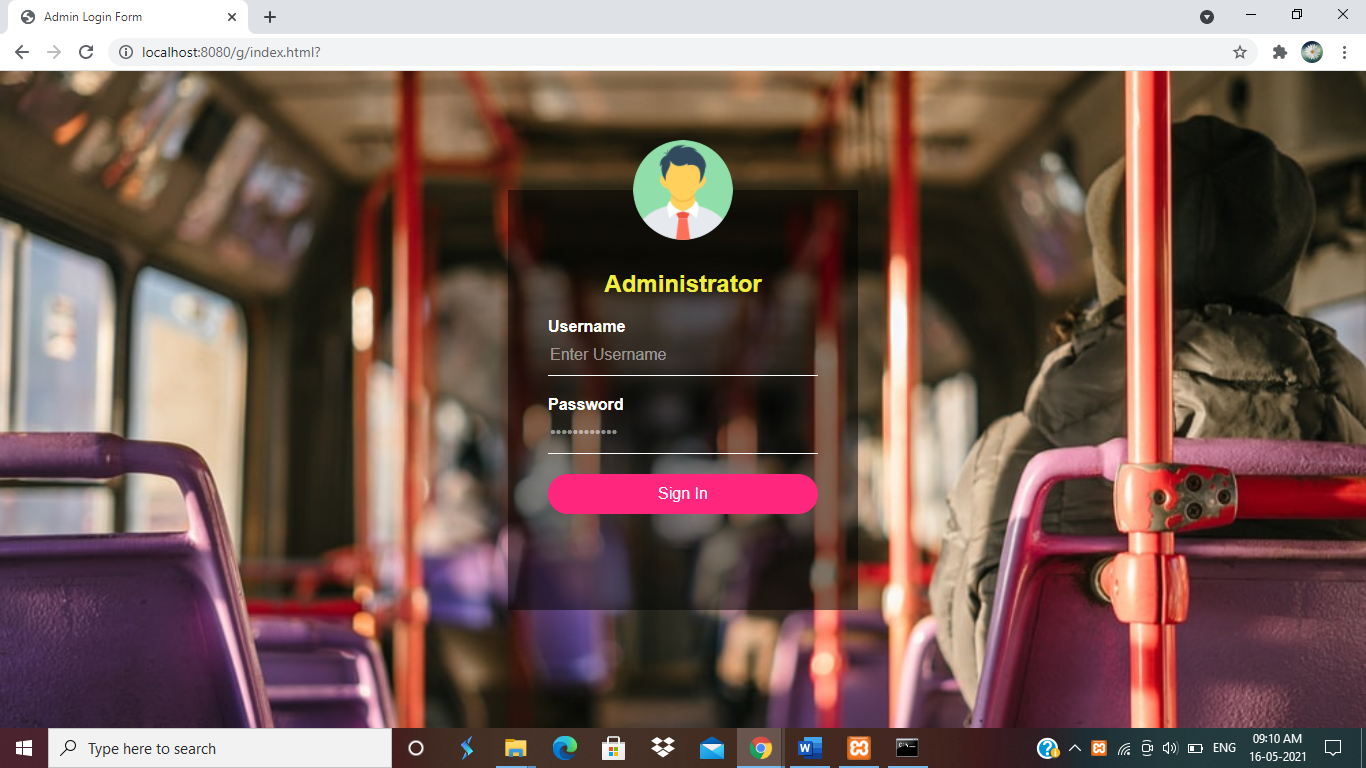 Admin Login Form
localhost:8080/g/index.html?
Administrator
Username
Enter Username
Password
••••••••••••
Sign In
Type here to search
ENG
09:10 AM
16-05-2021